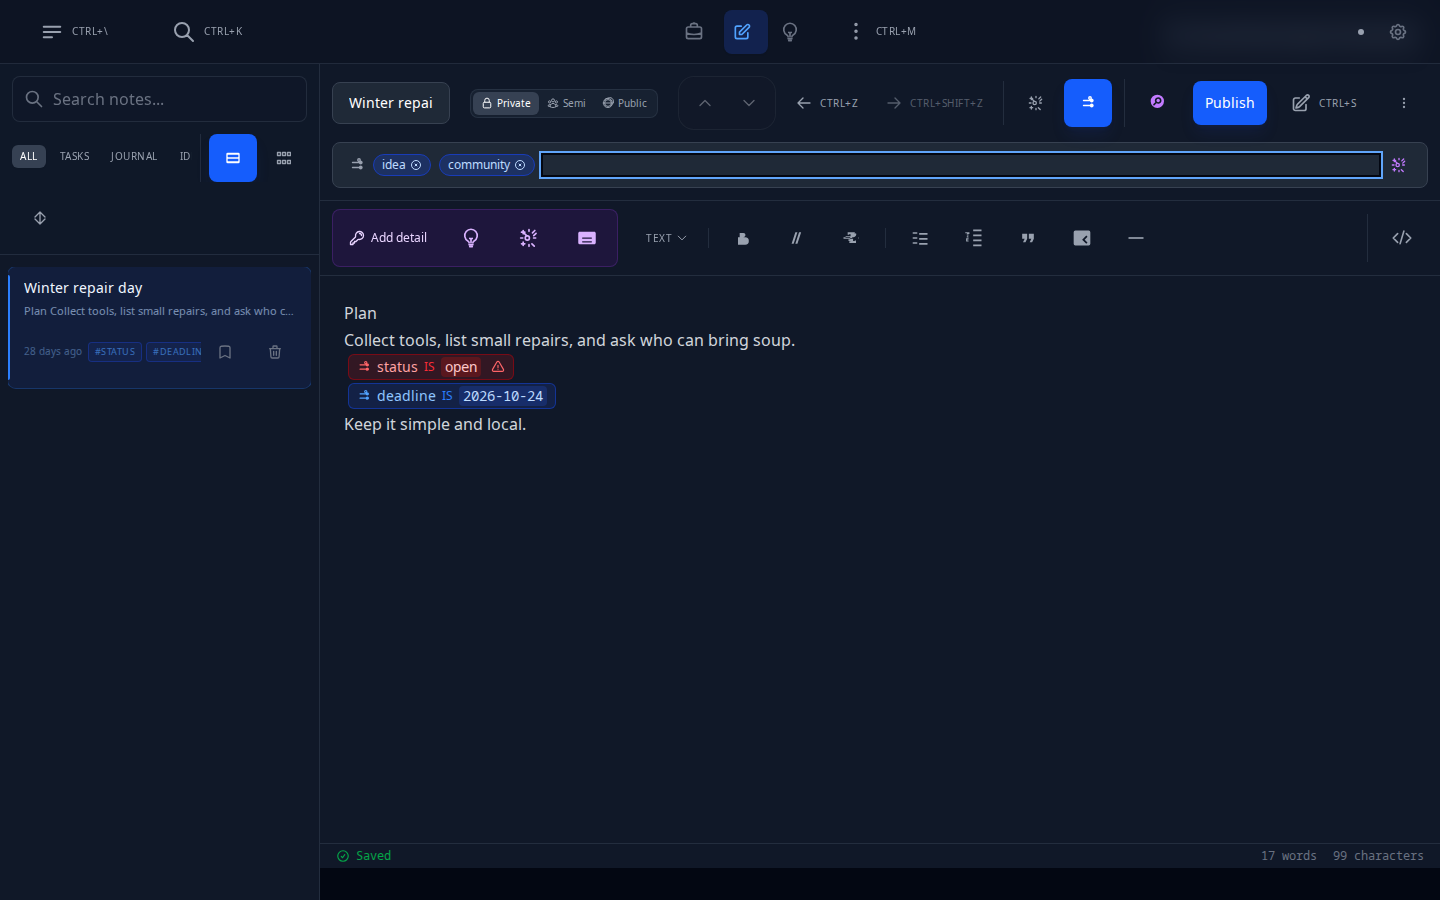 CTRL+\
CTRL+K
CTRL+M
Search notes...
ALL TASKS JOURNAL ID
Winter repair day
Plan Collect tools, list small repairs, and ask who c...
28 days ago #STATUS #DEADLIN
Winter repai
Private Semi Public
CTRL+Z
CTRL+SHIFT+Z
Publish
CTRL+S
idea community
Add detail
TEXT
Plan
Collect tools, list small repairs, and ask who can bring soup.
status IS open
deadline IS 2026-10-24
Keep it simple and local.
Saved
17 words 99 characters